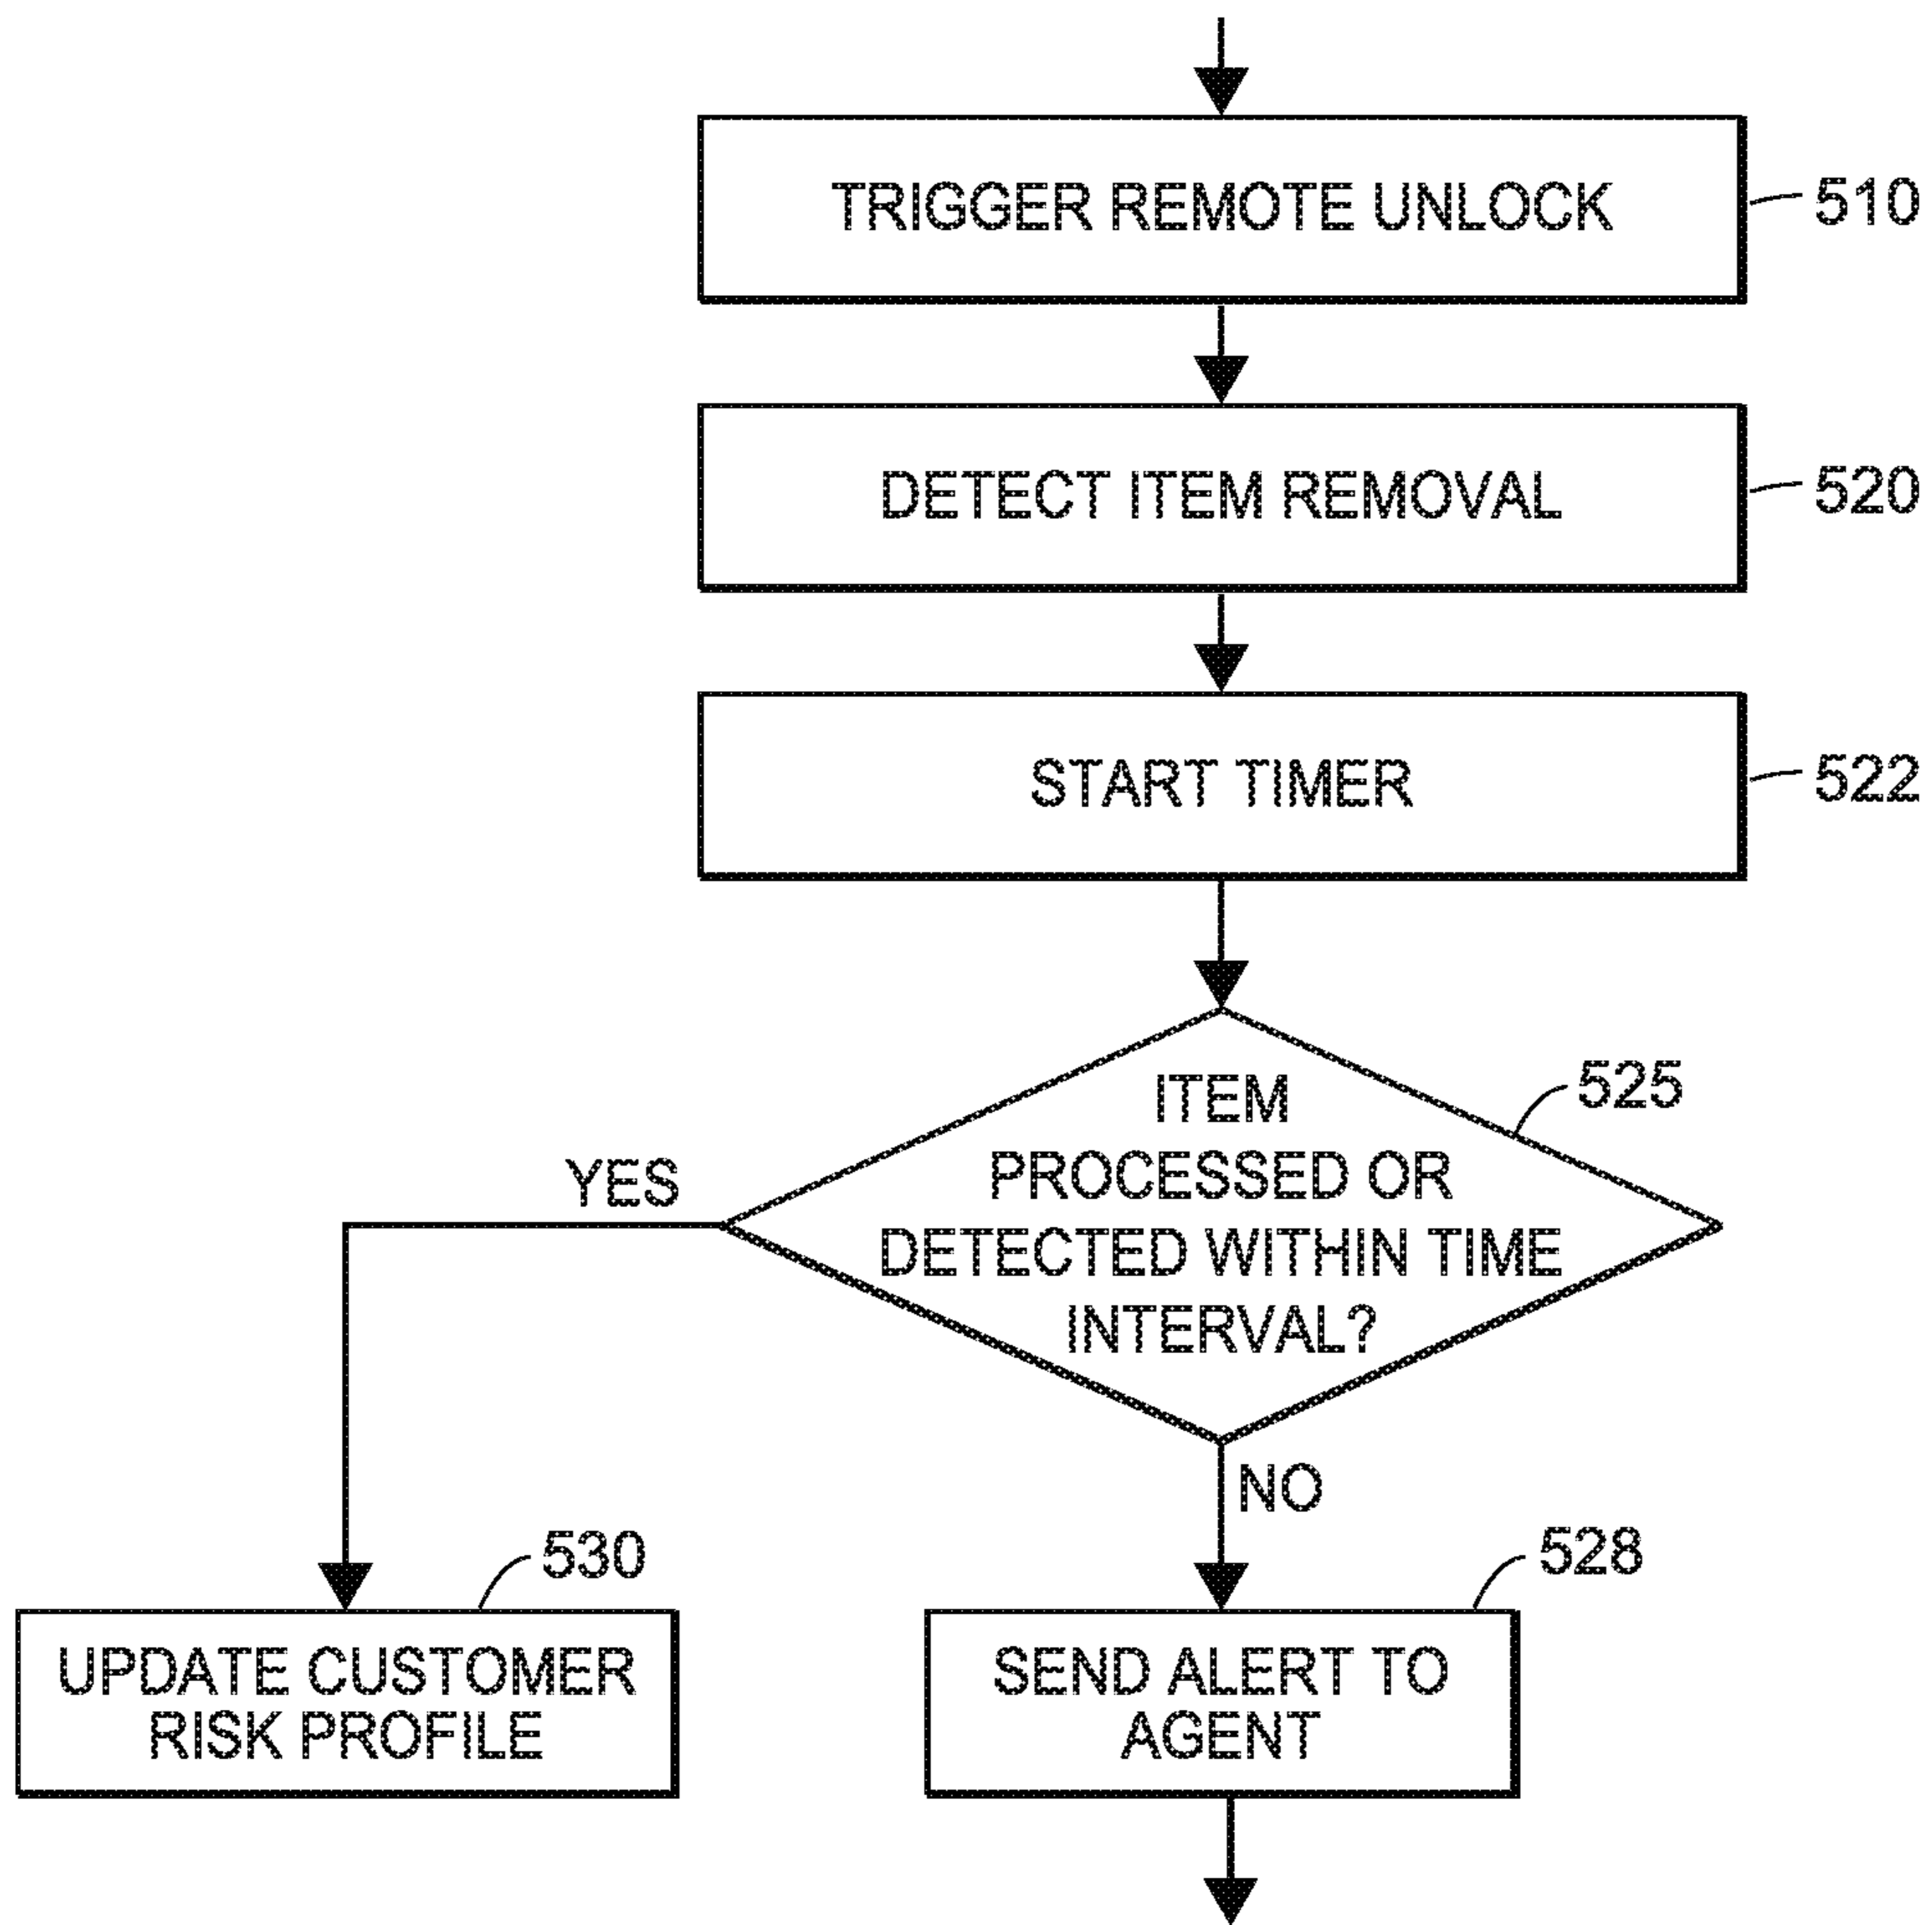 TRIGGER REMOTE UNLOCK
510
DETECT ITEM REMOVAL
520
START TIMER
522
ITEM
PROCESSED OR
DETECTED WITHIN TIME
INTERVAL?
525
YES
NO
530
UPDATE CUSTOMER
RISK PROFILE
528
SEND ALERT TO
AGENT